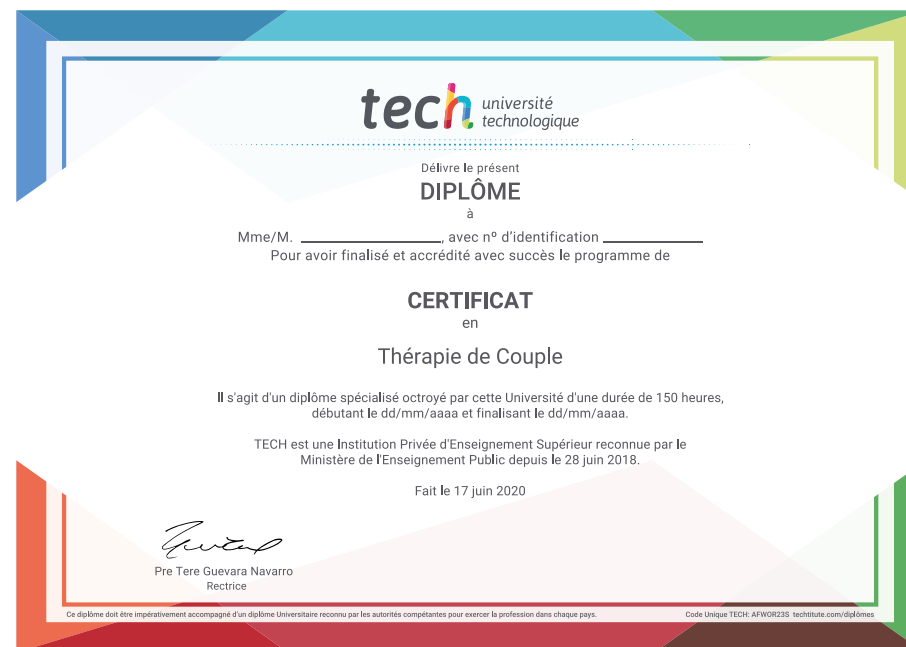 tech université
technologique
Délivre le présent
DIPLÔME
à
Mme/M. ____________________, avec nº d'identification ______________
Pour avoir finalisé et accrédité avec succès le programme de
CERTIFICAT
en
Thérapie de Couple
Il s'agit d'un diplôme spécialisé octroyé par cette Université d'une durée de 150 heures,
débutant le dd/mm/aaaa et finalisant le dd/mm/aaaa.
TECH est une Institution Privée d'Enseignement Supérieur reconnue par le
Ministère de l'Enseignement Public depuis le 28 juin 2018.
Fait le 17 juin 2020
Pre Tere Guevara Navarro
Rectrice
Ce diplôme doit être impérativement accompagné d'un diplôme Universitaire reconnu par les autorités compétantes pour exercer la profession dans chaque pays.
Code Unique TECH: AFWOR23S techtitute.com/diplômes